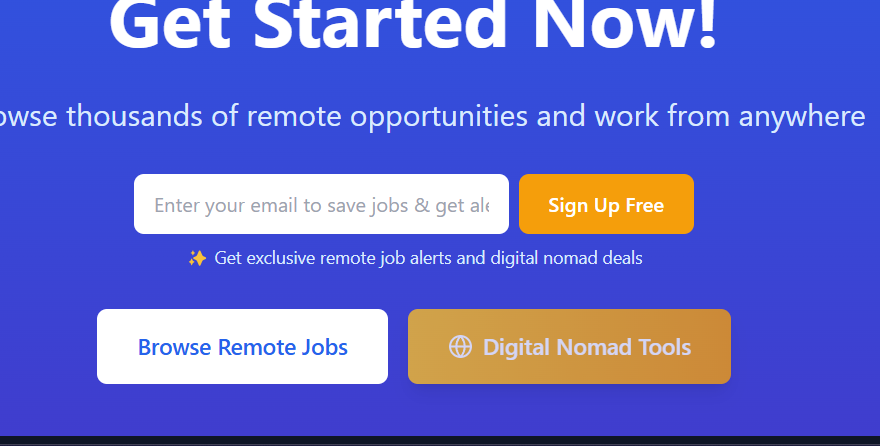 Get Started Now!
owse thousands of remote opportunities and work from anywhere
Enter your email to save jobs & get ale
Sign Up Free
✨ Get exclusive remote job alerts and digital nomad deals
Browse Remote Jobs
Digital Nomad Tools